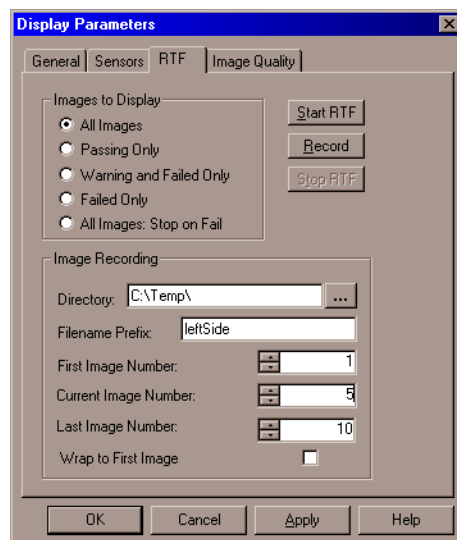 Display Parameters
General Sensors RTF Image Quality
Images to Display
All Images
Passing Only
Warning and Failed Only
Failed Only
All Images: Stop on Fail
Start RTF
Record
Stop RTF
Image Recording
Directory: C:\Temp\ ...
Filename Prefix: leftSide
First Image Number: 1
Current Image Number: 5
Last Image Number: 10
Wrap to First Image
OK Cancel Apply Help